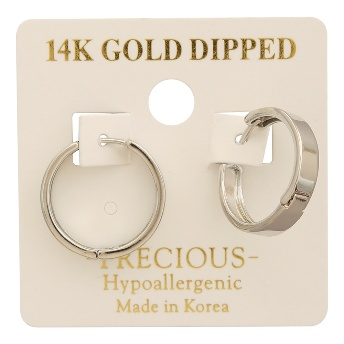 14K GOLD DIPPED
-PRECIOUS-
Hypoallergenic
Made in Korea